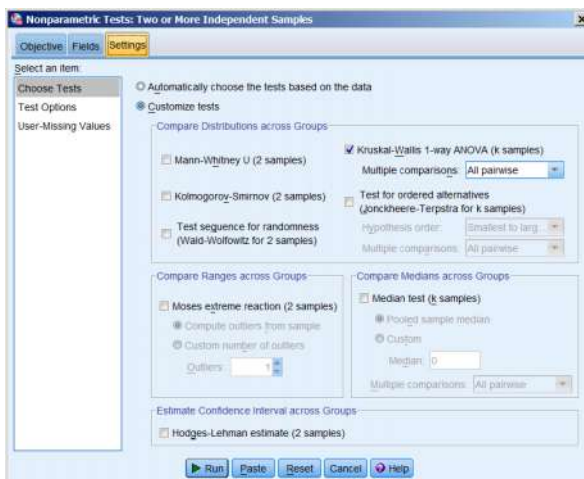 Nonparametric Tests: Two or More Independent Samples
Objective Fields Settings
Select an item:
Choose Tests
Test Options
User-Missing Values
Automatically choose the tests based on the data
Customize tests
Compare Distributions across Groups
Mann-Whitney U (2 samples)
Kolmogorov-Smirnov (2 samples)
Test sequence for randomness
(Wald-Wolfowitz for 2 samples)
Kruskal-Wallis 1-way ANOVA (k samples)
Multiple comparisons: All pairwise
Test for ordered alternatives
(Jonckheere-Terpstra for k samples)
Hypothesis order: Smallest to larg...
Multiple comparisons: All pairwise
Compare Ranges across Groups
Moses extreme reaction (2 samples)
Compute outliers from sample
Custom number of outliers
Outliers: 1
Compare Medians across Groups
Median test (k samples)
Pooled sample median
Custom
Median: 0
Multiple comparisons: All pairwise
Estimate Confidence Interval across Groups
Hodges-Lehman estimate (2 samples)
Run Paste Reset Cancel Help